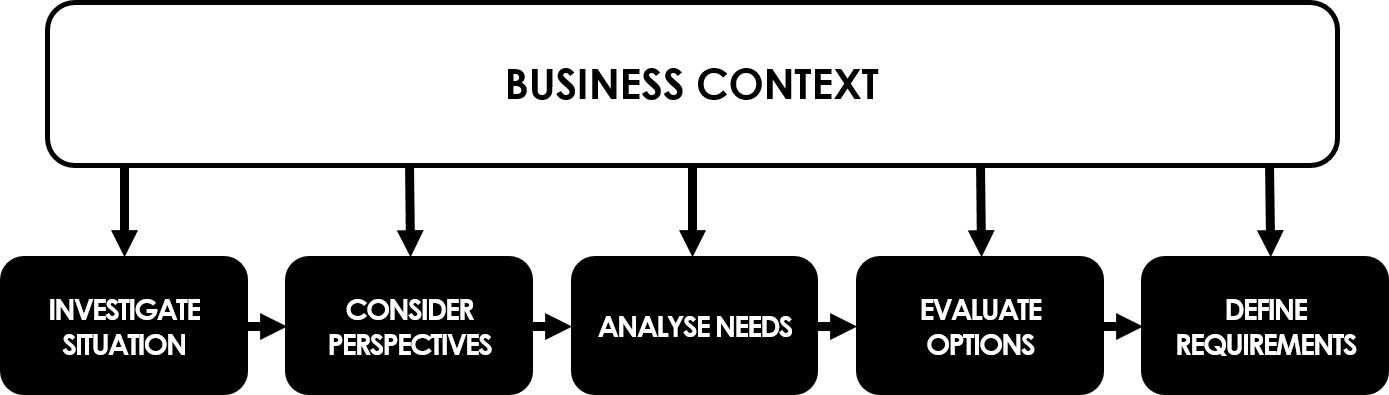 BUSINESS CONTEXT
INVESTIGATE
SITUATION
CONSIDER
PERSPECTIVES
ANALYSE NEEDS
EVALUATE
OPTIONS
DEFINE
REQUIREMENTS